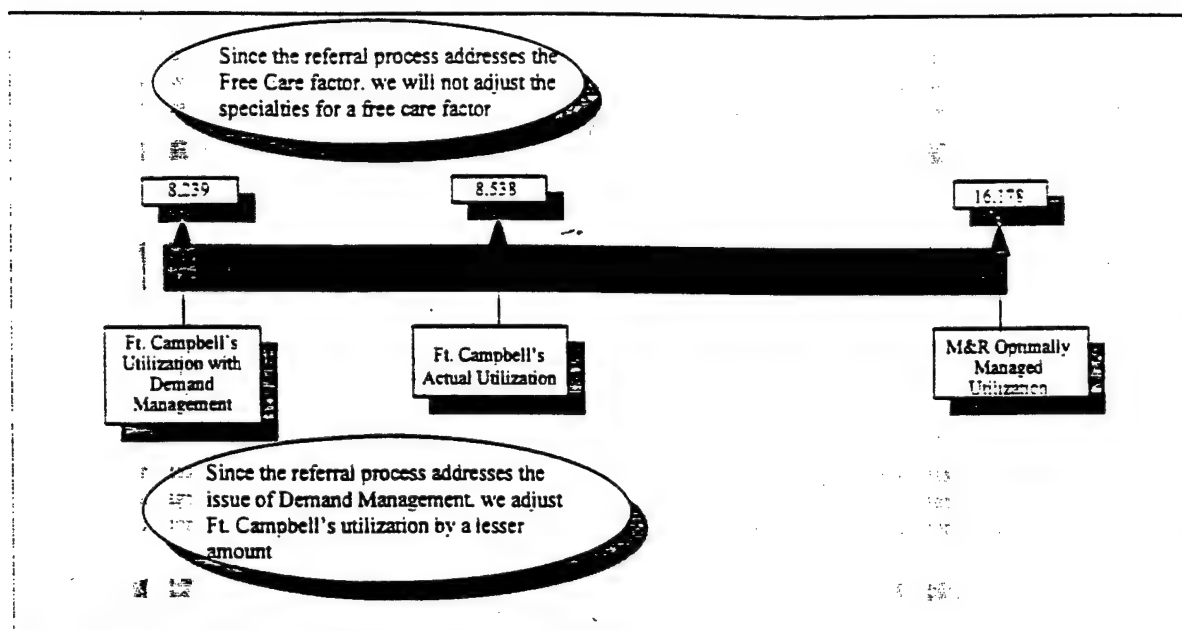 Since the referral process addresses the
Free Care factor. we will not adjust the
specialties for a free care factor
8.239
8.538
16.178
Ft. Campbell's
Utilization with
Demand
Management
Ft. Campbell's
Actual Utilization
M&R Optimally
Managed
Utilization
Since the referral process addresses the
issue of Demand Management. we adjust
Ft. Campbell's utilization by a lesser
amount